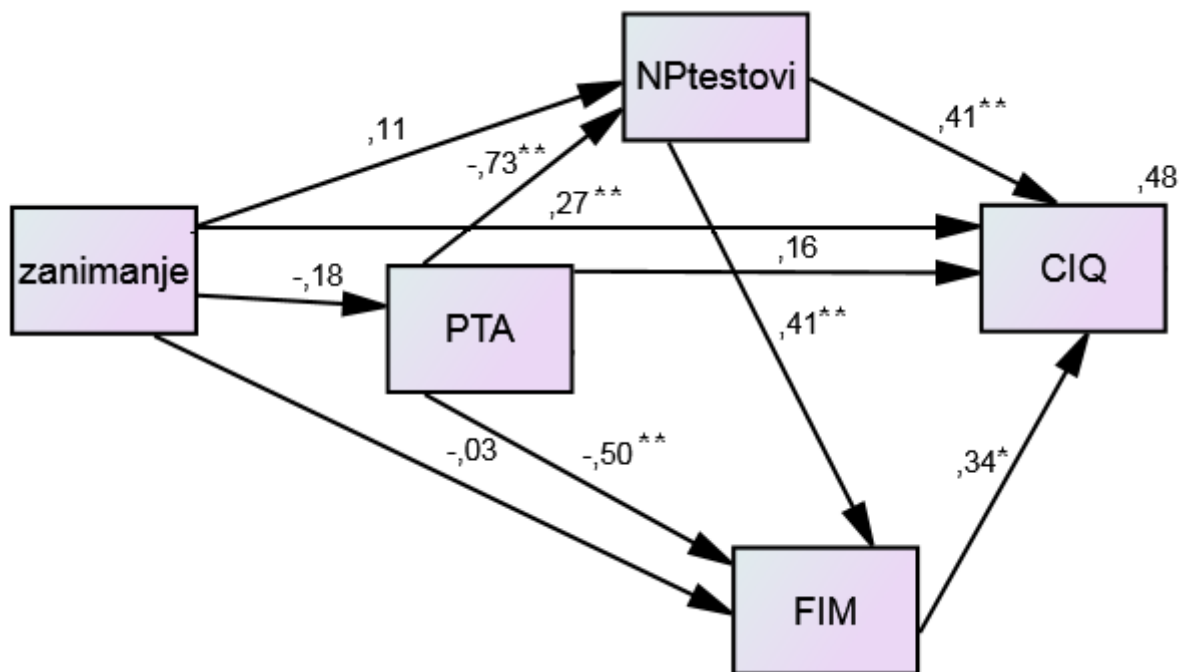 NPtestovi
,41**
,11
-,73**
,48
,27**
zanimanje
,16
CIQ
-,18
PTA
,41**
-,03
-,50**
,34*
FIM